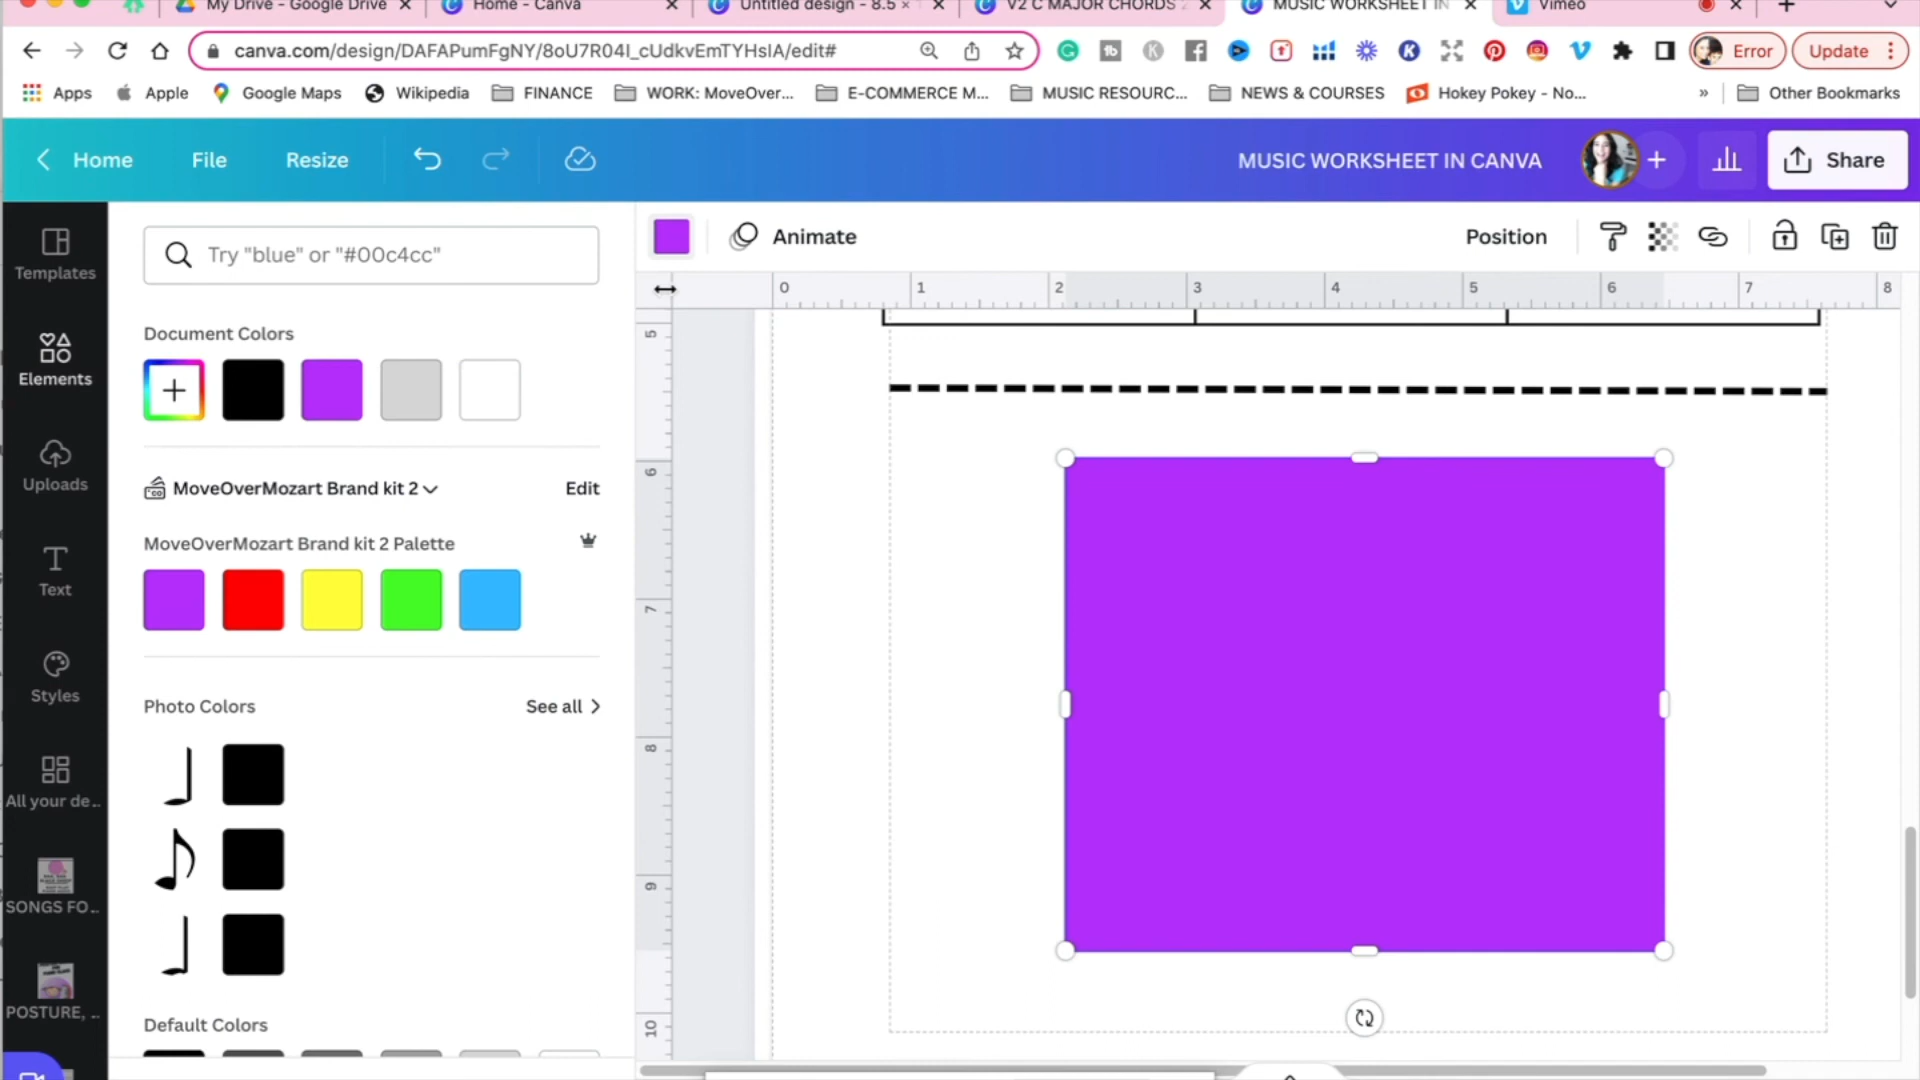 My Drive - Google Drive
Home - Canva
Untitled design - 8.5 ×
V2 C MAJOR CHORDS
MUSIC WORKSHEET IN
Vimeo
canva.com/design/DAFAPumFgNY/8oU7R04I_cUdkvEmTYHsIA/edit#
Error
Update
Apps
Apple
Google Maps
Wikipedia
FINANCE
WORK: MoveOver...
E-COMMERCE M...
MUSIC RESOURC...
NEWS & COURSES
Hokey Pokey - No...
»
Other Bookmarks
Home
File
Resize
MUSIC WORKSHEET IN CANVA
Share
Templates
Elements
Uploads
Text
Styles
All your de...
SONGS FO...
POSTURE, ...
Try "blue" or "#00c4cc"
Document Colors
MoveOverMozart Brand kit 2
Edit
MoveOverMozart Brand kit 2 Palette
Photo Colors
See all
Default Colors
Animate
Position
0 1 2 3 4 5 6 7 8
5
6
7
8
9
10